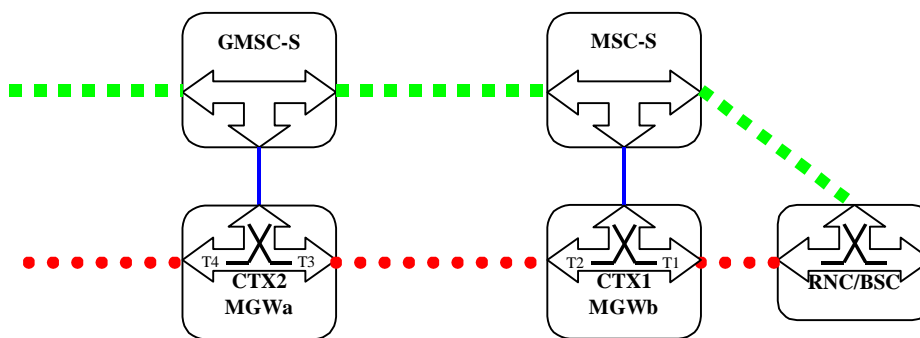 GMSC-S
MSC-S
T4
T3
CTX2
MGWa
T2
T1
CTX1
MGWb
RNC/BSC